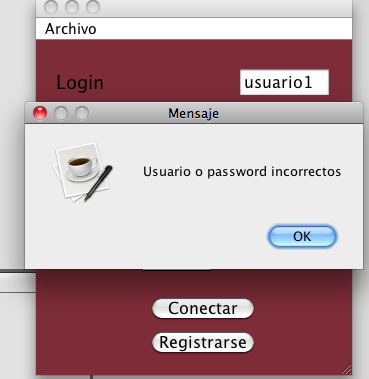 Archivo
Login usuario1
Mensaje
Usuario o password incorrectos
OK
Conectar
Registrarse